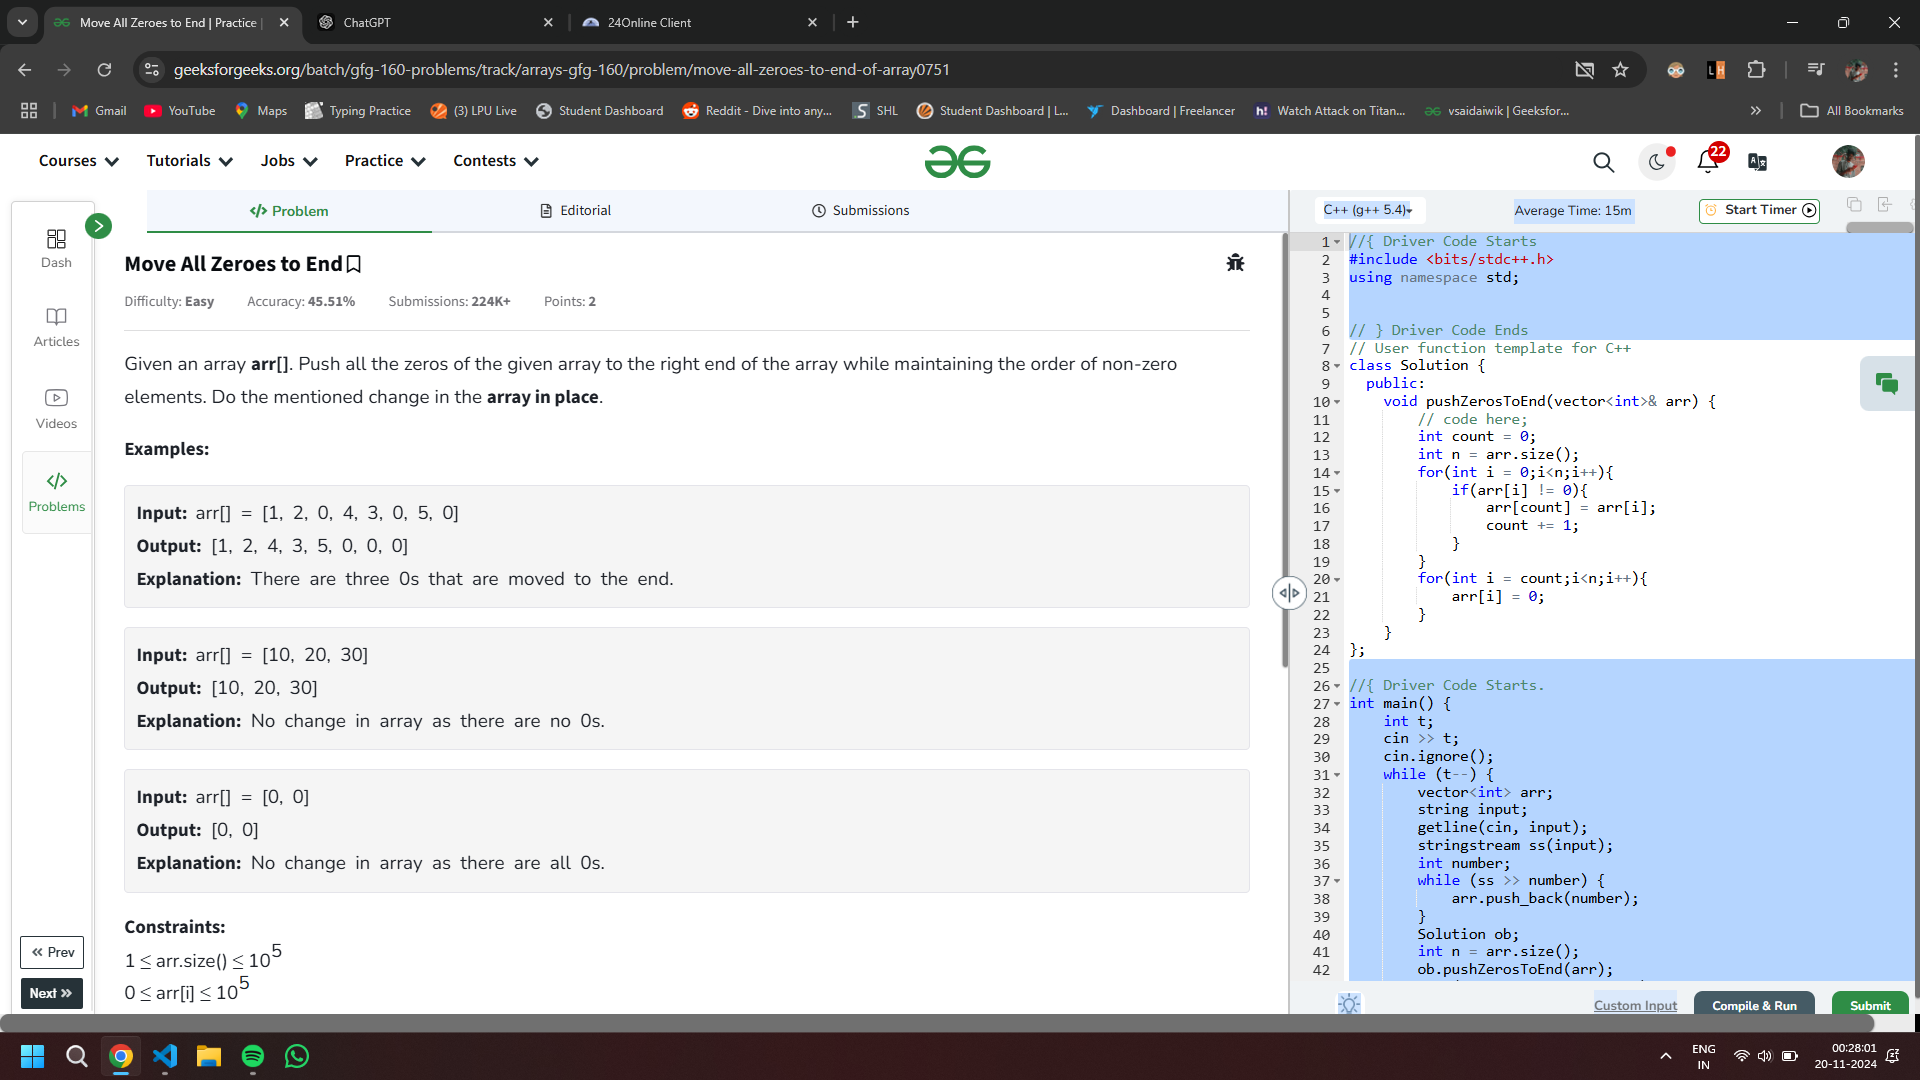 Move All Zeroes to End | Practice |
ChatGPT
24Online Client
geeksforgeeks.org/batch/gfg-160-problems/track/arrays-gfg-160/problem/move-all-zeroes-to-end-of-array0751
Gmail
YouTube
Maps
Typing Practice
(3) LPU Live
Student Dashboard
Reddit - Dive into any...
SHL
Student Dashboard | L...
Dashboard | Freelancer
Watch Attack on Titan...
vsaidaiwik | Geeksfor...
All Bookmarks
Courses
Tutorials
Jobs
Practice
Contests
22
Dash
Articles
Videos
Problems
Prev
Next
Problem
Editorial
Submissions
Move All Zeroes to End
Difficulty: Easy Accuracy: 45.51% Submissions: 224K+ Points: 2
Given an array arr[]. Push all the zeros of the given array to the right end of the array while maintaining the order of non-zero
elements. Do the mentioned change in the array in place.
Examples:
Input: arr[] = [1, 2, 0, 4, 3, 0, 5, 0]
Output: [1, 2, 4, 3, 5, 0, 0, 0]
Explanation: There are three 0s that are moved to the end.
Input: arr[] = [10, 20, 30]
Output: [10, 20, 30]
Explanation: No change in array as there are no 0s.
Input: arr[] = [0, 0]
Output: [0, 0]
Explanation: No change in array as there are all 0s.
Constraints:
1 ≤ arr.size() ≤ 10^5
0 ≤ arr[i] ≤ 10^5
C++ (g++ 5.4)
Average Time: 15m
Start Timer
1 //{ Driver Code Starts
2 #include <bits/stdc++.h>
3 using namespace std;
4
5
6 // } Driver Code Ends
7 // User function template for C++
8 class Solution {
9   public:
10     void pushZerosToEnd(vector<int>& arr) {
11         // code here;
12         int count = 0;
13         int n = arr.size();
14         for(int i = 0;i<n;i++){
15             if(arr[i] != 0){
16                 arr[count] = arr[i];
17                 count += 1;
18             }
19         }
20         for(int i = count;i<n;i++){
21             arr[i] = 0;
22         }
23     }
24 };
25
26 //{ Driver Code Starts.
27 int main() {
28     int t;
29     cin >> t;
30     cin.ignore();
31     while (t--) {
32         vector<int> arr;
33         string input;
34         getline(cin, input);
35         stringstream ss(input);
36         int number;
37         while (ss >> number) {
38             arr.push_back(number);
39         }
40         Solution ob;
41         int n = arr.size();
42         ob.pushZerosToEnd(arr);
Custom Input
Compile & Run
Submit
ENG
IN
00:28:01
20-11-2024